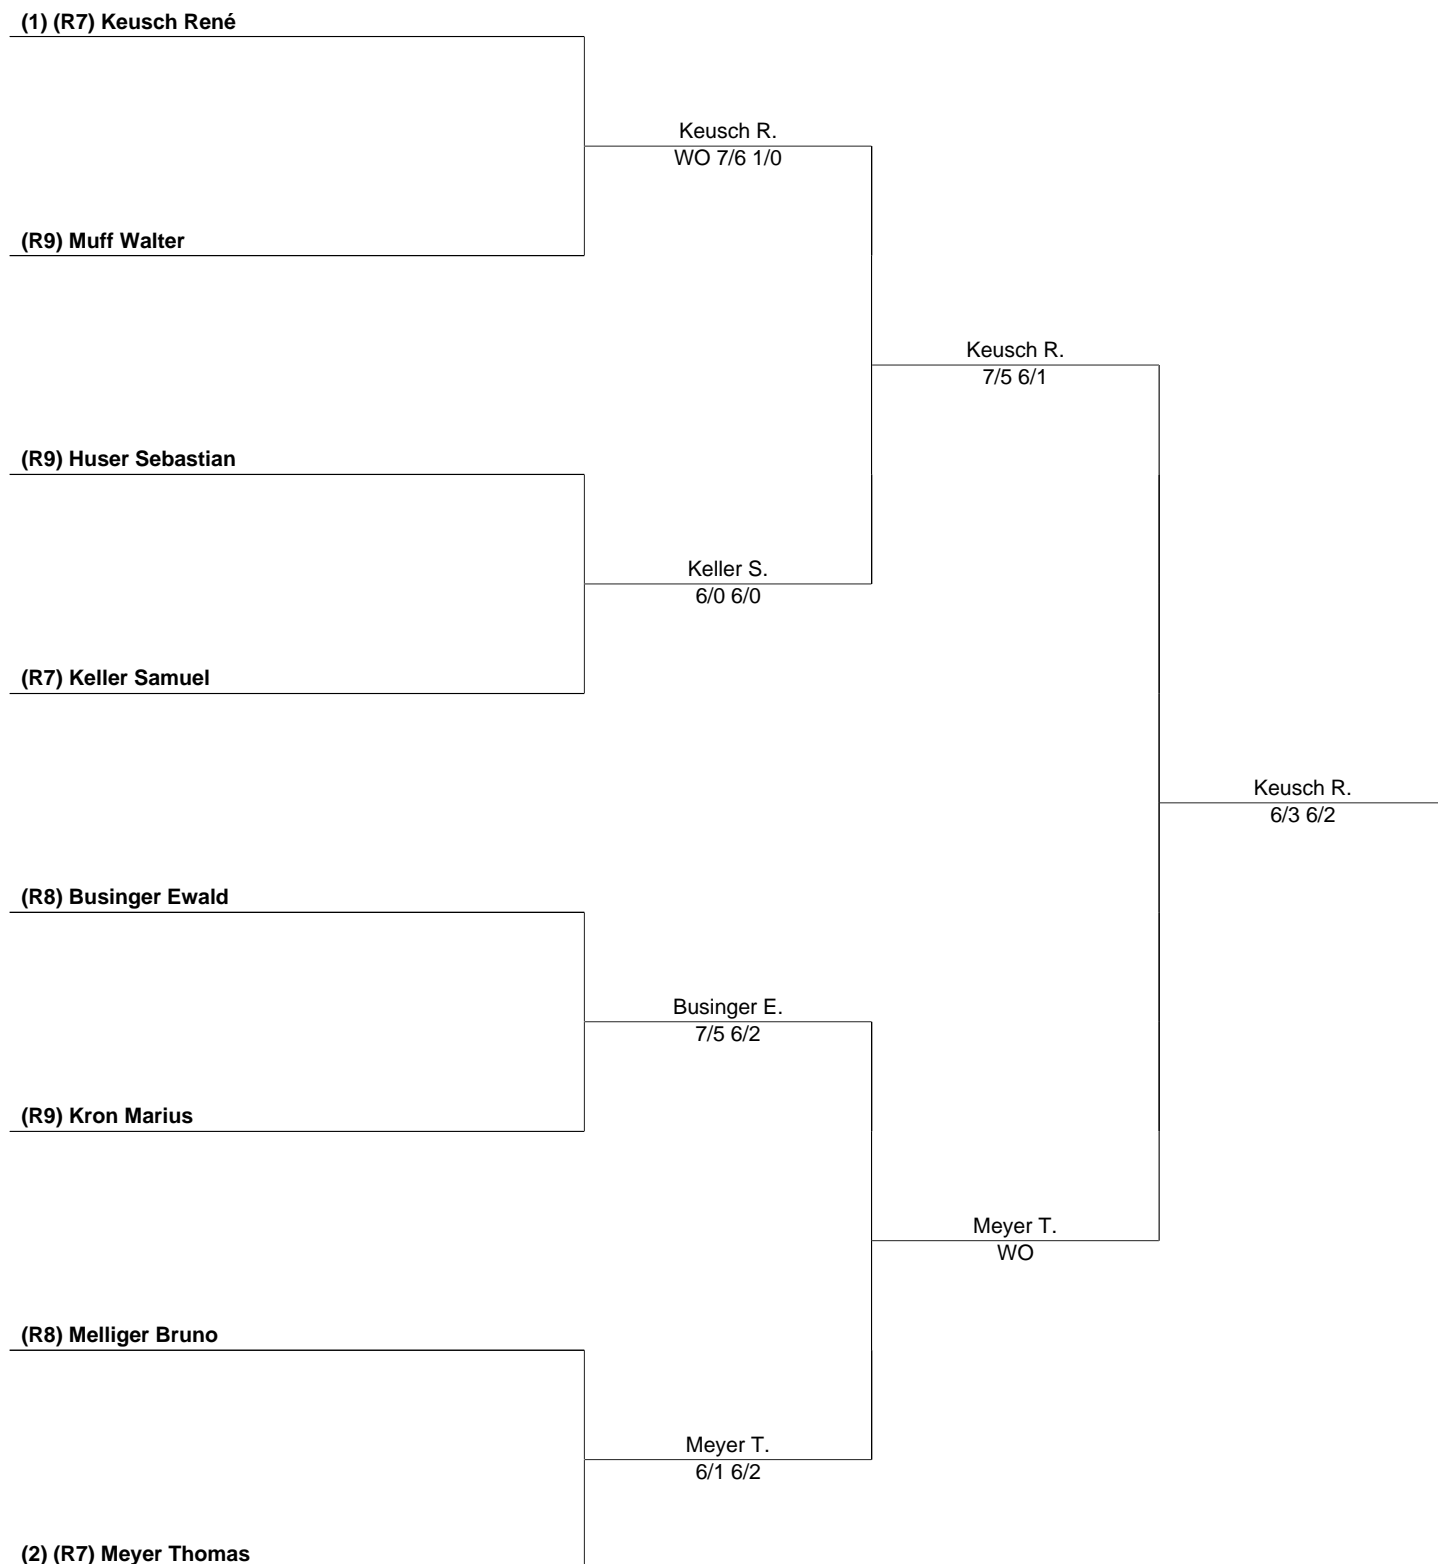 (1) (R7) Keusch René
Keusch R.
WO 7/6 1/0
(R9) Muff Walter
Keusch R.
7/5 6/1
(R9) Huser Sebastian
Keller S.
6/0 6/0
(R7) Keller Samuel
Keusch R.
6/3 6/2
(R8) Businger Ewald
Businger E.
7/5 6/2
(R9) Kron Marius
Meyer T.
WO
(R8) Melliger Bruno
Meyer T.
6/1 6/2
(2) (R7) Meyer Thomas